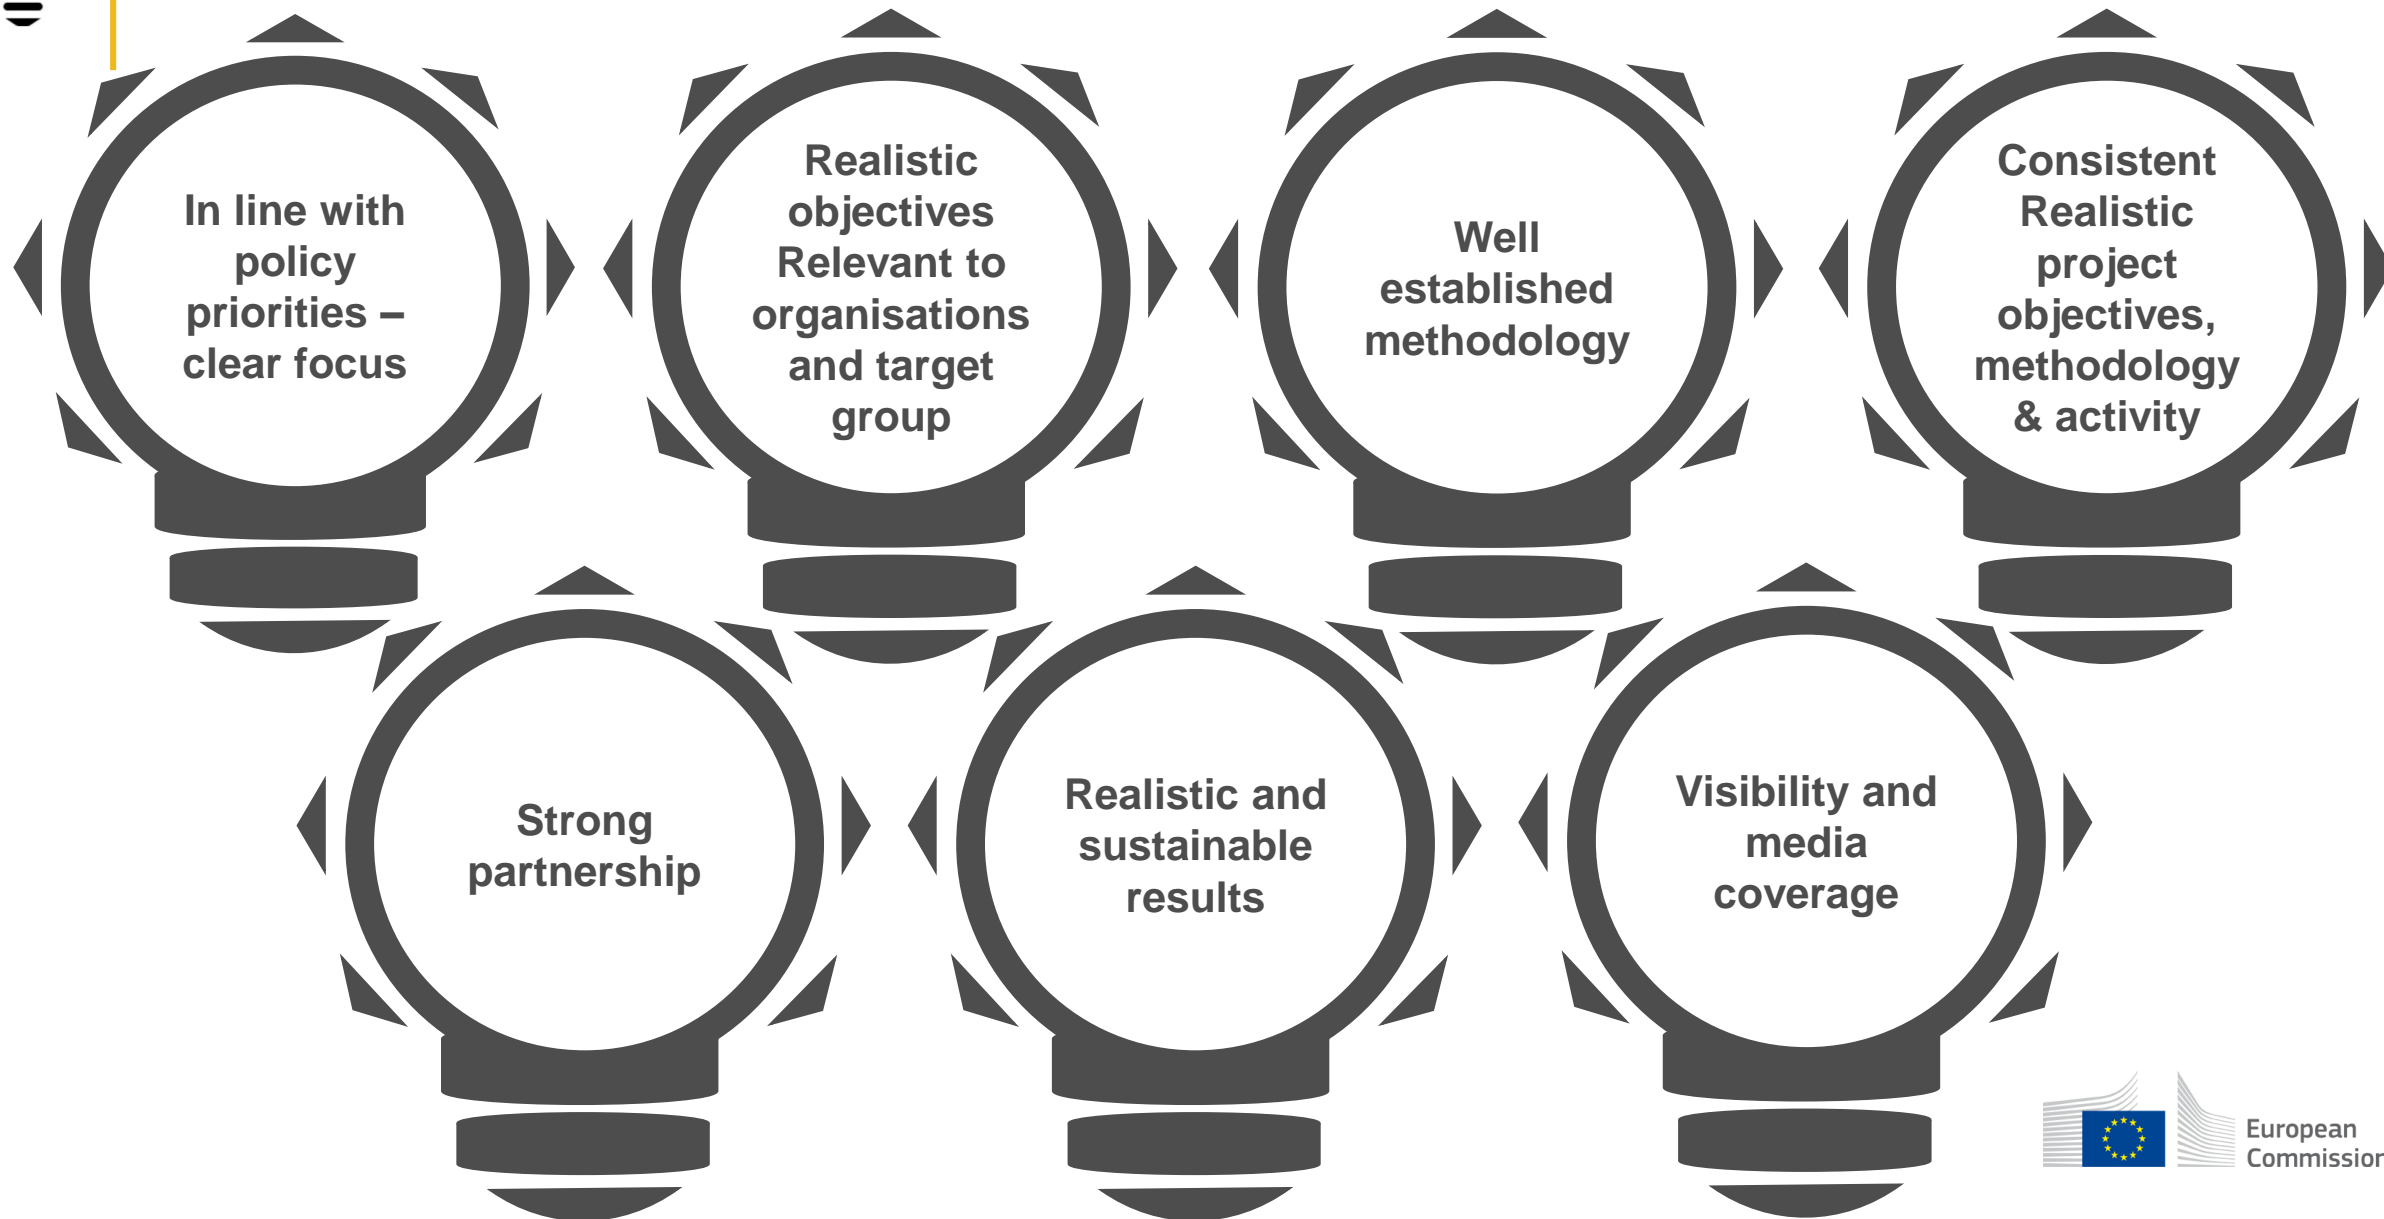 In line with
policy
priorities –
clear focus
Realistic
objectives
Relevant to
organisations
and target
group
Well
established
methodology
Consistent
Realistic
project
objectives,
methodology
& activity
Strong
partnership
Realistic and
sustainable
results
Visibility and
media
coverage
European
Commission